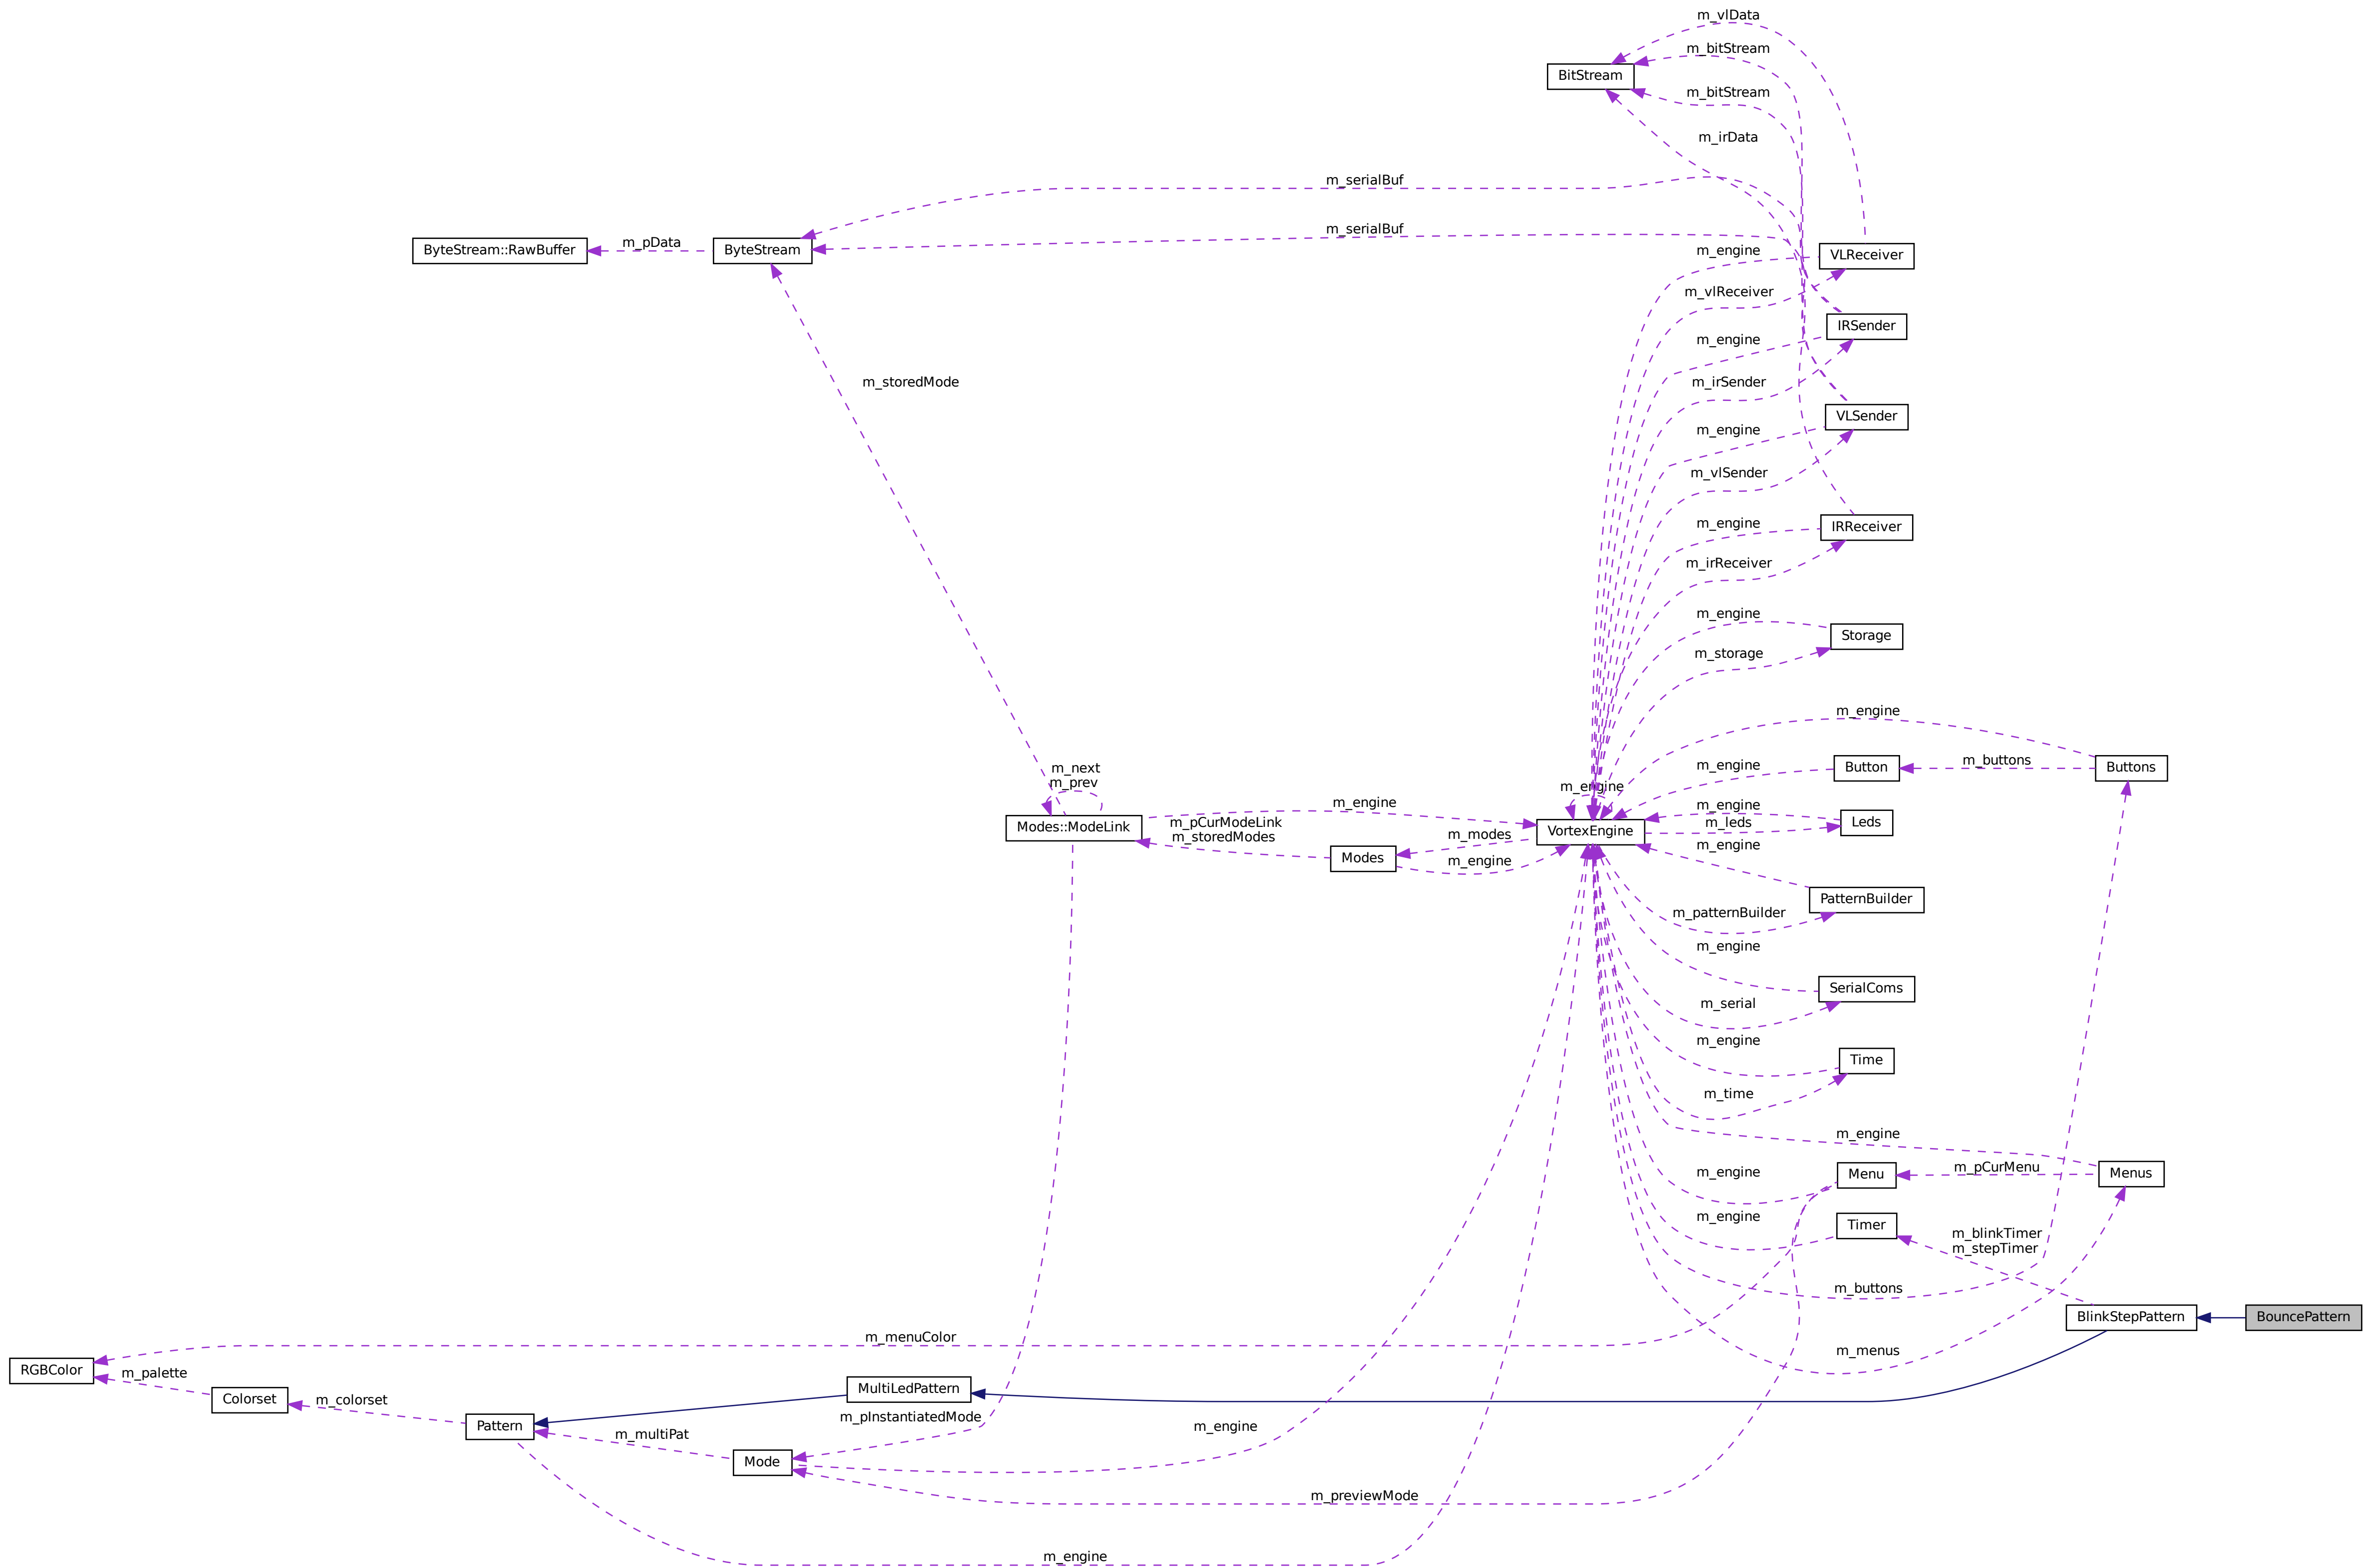 m_vlData
m_bitStream
BitStream
m_bitStream
m_irData
m_serialBuf
m_serialBuf
ByteStream::RawBuffer
m_pData
ByteStream
m_engine
VLReceiver
m_vlReceiver
IRSender
m_engine
m_storedMode
m_irSender
VLSender
m_engine
m_vlSender
m_engine
IRReceiver
m_irReceiver
m_engine
Storage
m_storage
m_engine
m_next
m_prev
m_engine
Button
m_buttons
Buttons
m_engine
m_engine
m_engine
m_leds
Leds
Modes::ModeLink
m_pCurModeLink
m_storedModes
m_modes
VortexEngine
m_engine
Modes
m_engine
PatternBuilder
m_patternBuilder
m_engine
SerialComs
m_serial
m_engine
Time
m_time
m_engine
m_engine
Menu
m_pCurMenu
Menus
m_engine
Timer
m_blinkTimer
m_stepTimer
m_buttons
BlinkStepPattern
BouncePattern
m_menuColor
m_menus
RGBColor
m_palette
Colorset
m_colorset
MultiLedPattern
Pattern
m_pInstantiatedMode
m_multiPat
m_engine
Mode
m_previewMode
m_engine